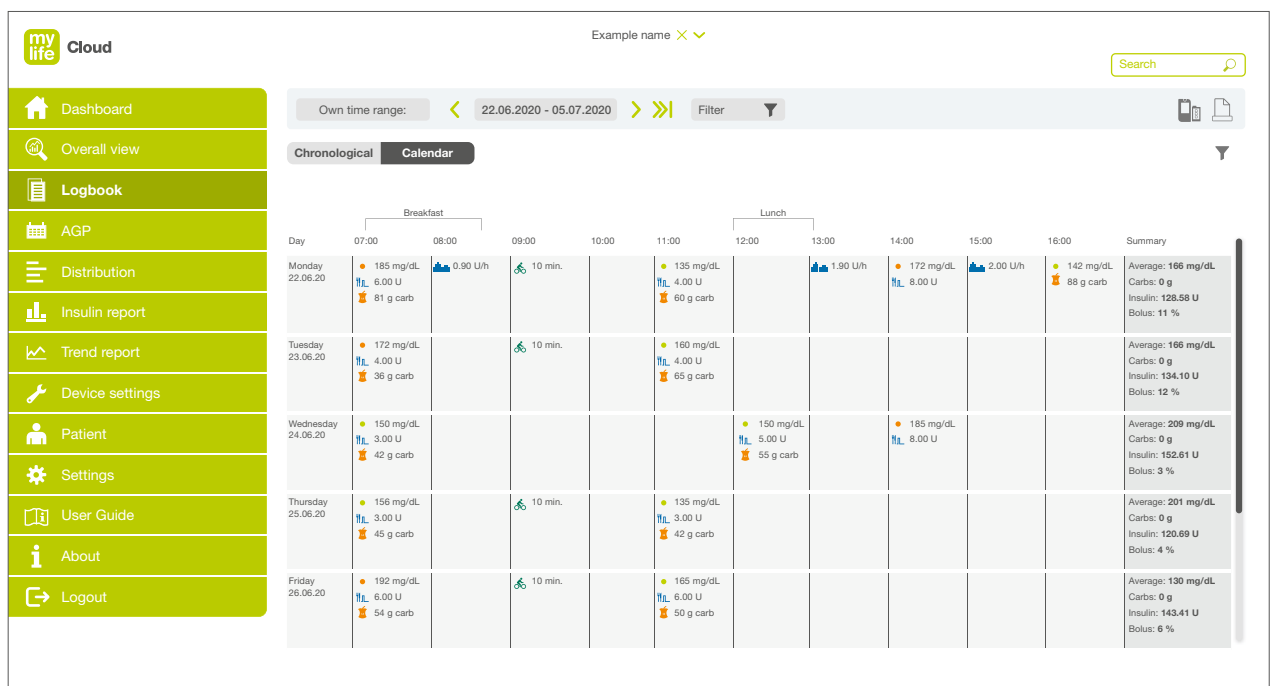 my
life Cloud
Example name
Search
Dashboard
Overall view
Logbook
AGP
Distribution
Insulin report
Trend report
Device settings
Patient
Settings
User Guide
About
Logout
Own time range: 22.06.2020 - 05.07.2020 Filter
Chronological Calendar
Breakfast Lunch
Day 07:00 08:00 09:00 10:00 11:00 12:00 13:00 14:00 15:00 16:00 Summary
Monday 185 mg/dL 0.90 U/h 10 min. 135 mg/dL 1.90 U/h 172 mg/dL 2.00 U/h 142 mg/dL Average: 166 mg/dL
22.06.20 6.00 U 4.00 U 8.00 U 88 g carb Carbs: 0 g
81 g carb 60 g carb Insulin: 128.58 U
Bolus: 11 %
Tuesday 172 mg/dL 10 min. 160 mg/dL Average: 166 mg/dL
23.06.20 4.00 U 4.00 U Carbs: 0 g
36 g carb 65 g carb Insulin: 134.10 U
Bolus: 12 %
Wednesday 150 mg/dL 150 mg/dL 185 mg/dL Average: 209 mg/dL
24.06.20 3.00 U 5.00 U 8.00 U Carbs: 0 g
42 g carb 55 g carb Insulin: 152.61 U
Bolus: 3 %
Thursday 156 mg/dL 10 min. 135 mg/dL Average: 201 mg/dL
25.06.20 3.00 U 3.00 U Carbs: 0 g
45 g carb 42 g carb Insulin: 120.69 U
Bolus: 4 %
Friday 192 mg/dL 10 min. 165 mg/dL Average: 130 mg/dL
26.06.20 6.00 U 6.00 U Carbs: 0 g
54 g carb 50 g carb Insulin: 143.41 U
Bolus: 6 %